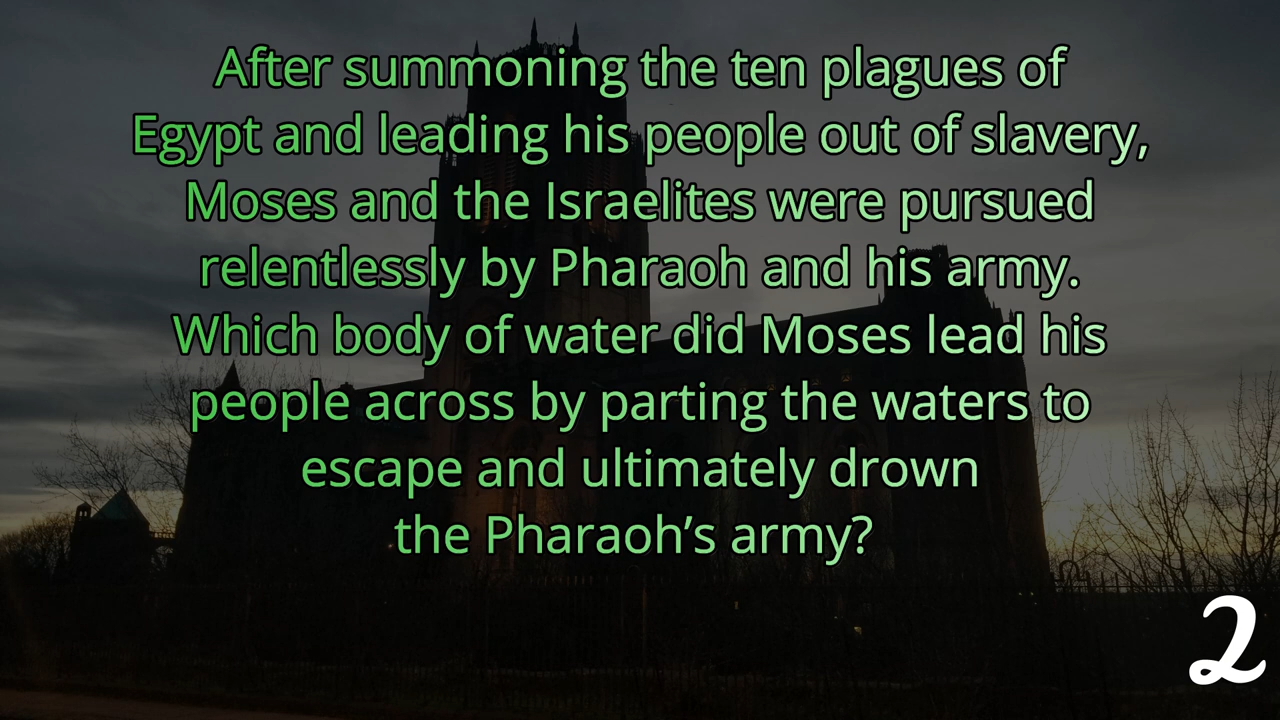 After summoning the ten plagues of
Egypt and leading his people out of slavery,
Moses and the Israelites were pursued
relentlessly by Pharaoh and his army.
Which body of water did Moses lead his
people across by parting the waters to
escape and ultimately drown
the Pharaoh’s army?
2